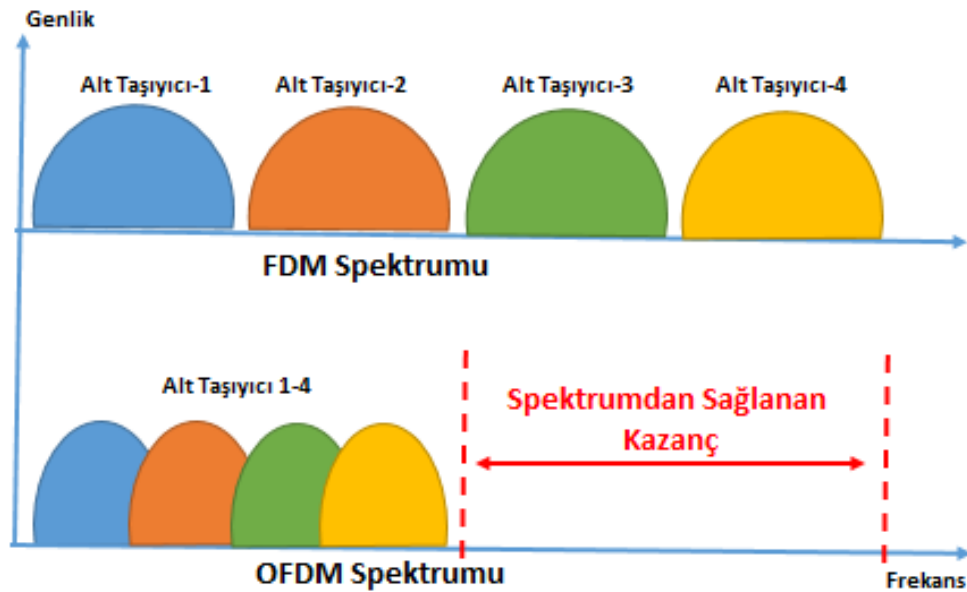 Genlik
Alt Taşıyıcı-1
Alt Taşıyıcı-2
Alt Taşıyıcı-3
Alt Taşıyıcı-4
FDM Spektrumu
Alt Taşıyıcı 1-4
Spektrumdan Sağlanan
Kazanç
OFDM Spektrumu
Frekans